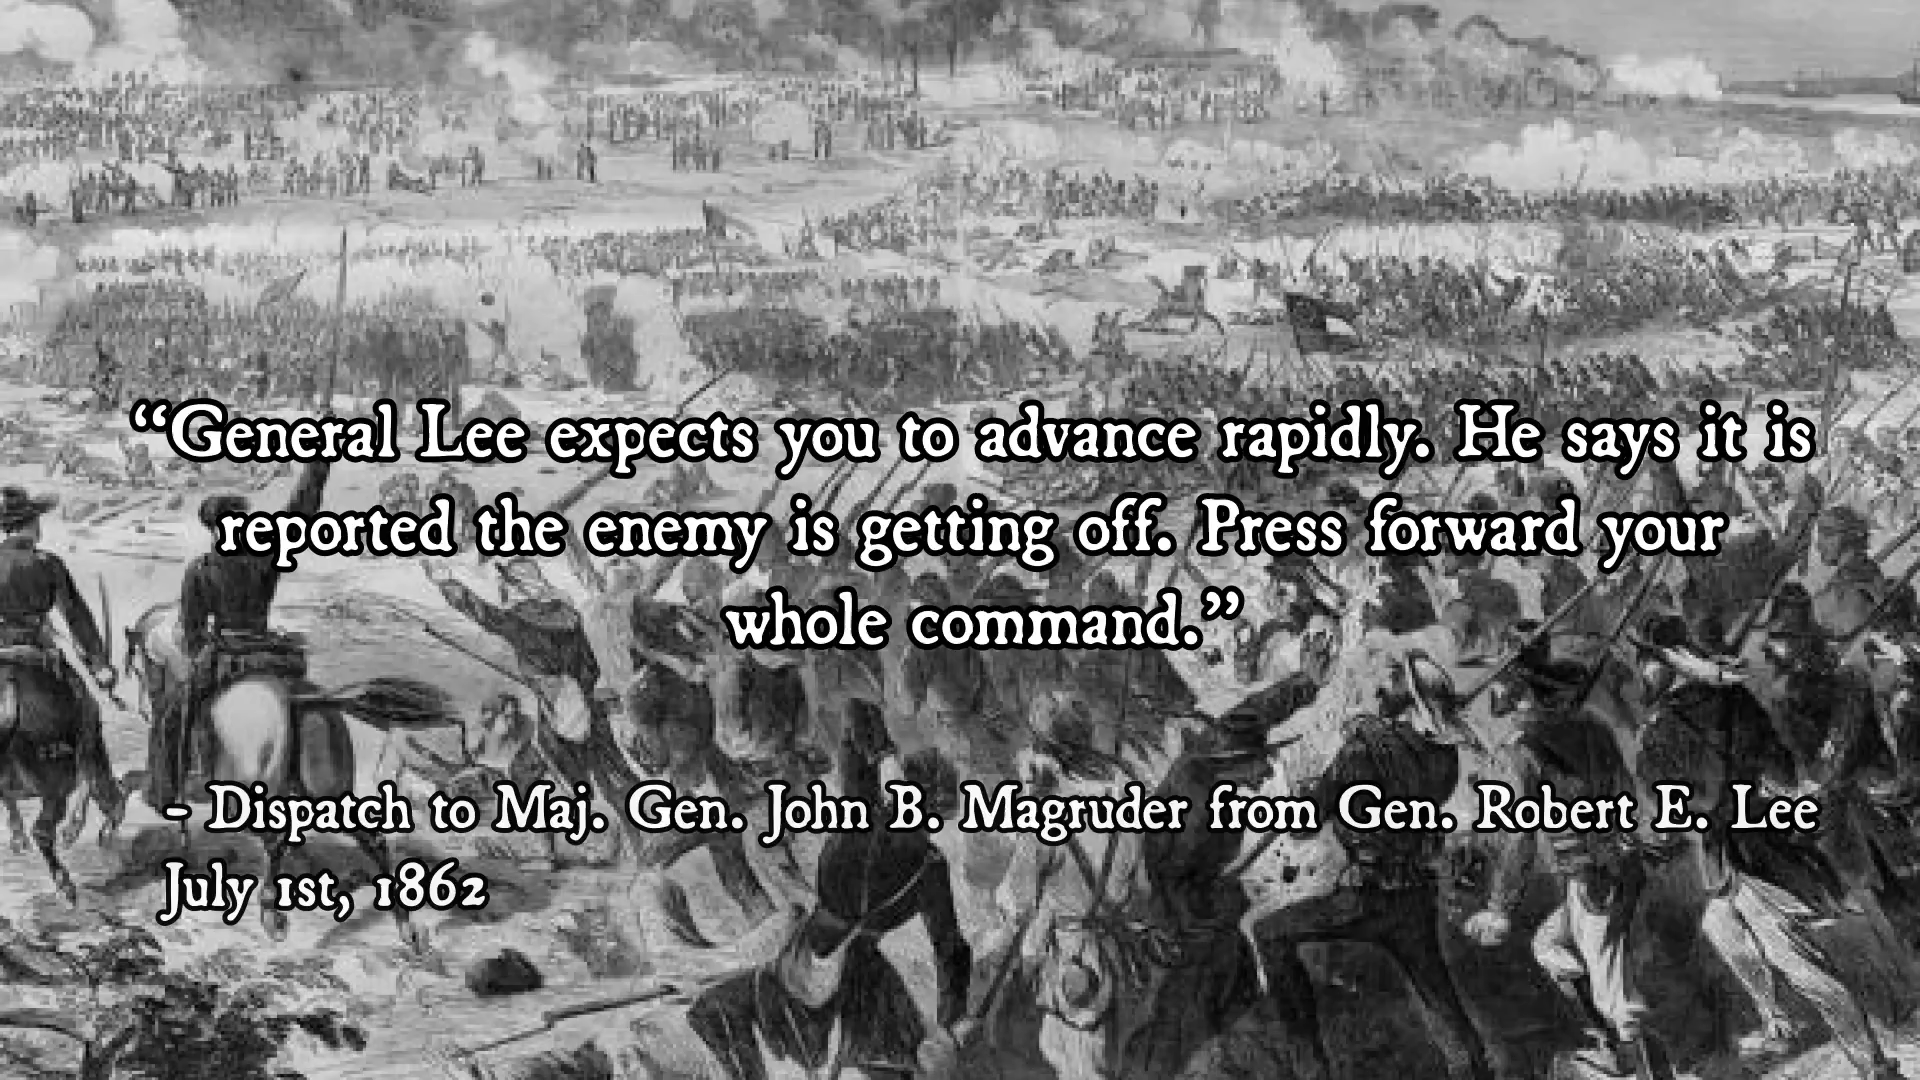 “General Lee expects you to advance rapidly. He says it is
reported the enemy is getting off. Press forward your
whole command.”
- Dispatch to Maj. Gen. John B. Magruder from Gen. Robert E. Lee
July 1st, 1862